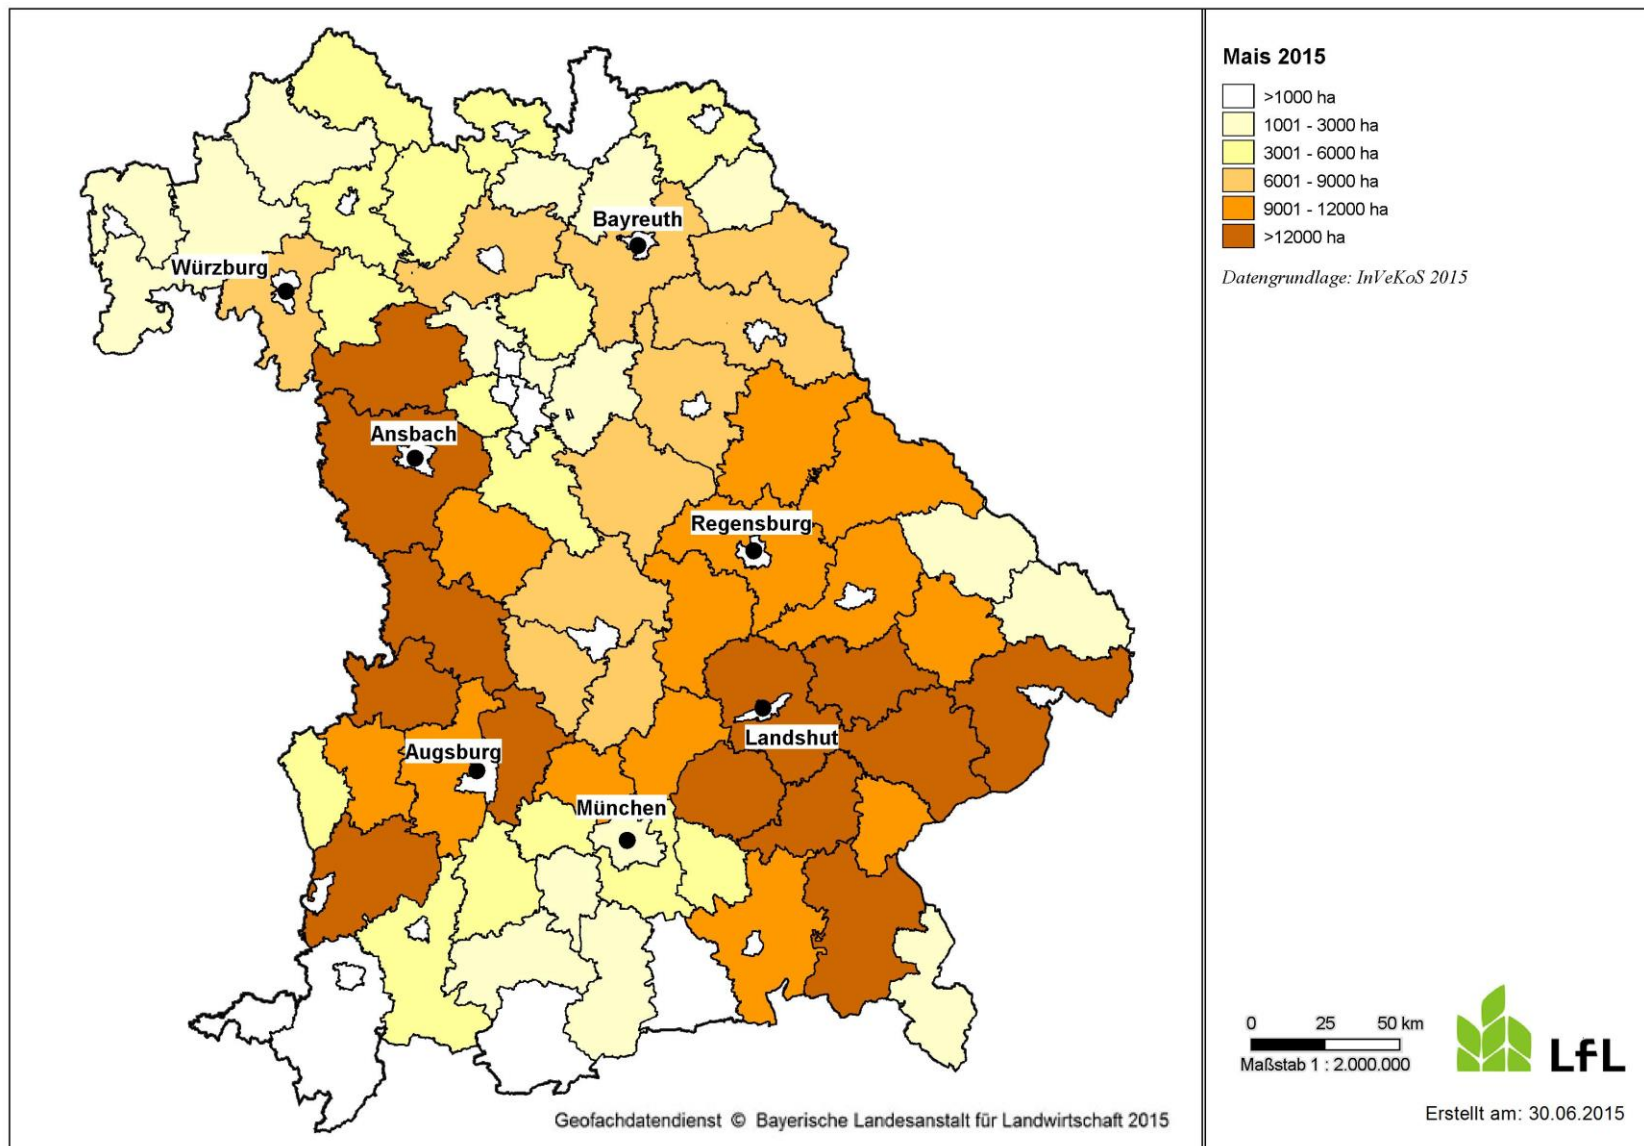 Mais 2015
>1000 ha
1001 - 3000 ha
3001 - 6000 ha
6001 - 9000 ha
9001 - 12000 ha
>12000 ha
Datengrundlage: InVeKoS 2015
Bayreuth
Würzburg
Ansbach
Regensburg
Landshut
Augsburg
München
0 25 50 km
Maßstab 1 : 2.000.000
LfL
Geofachdatendienst © Bayerische Landesanstalt für Landwirtschaft 2015
Erstellt am: 30.06.2015